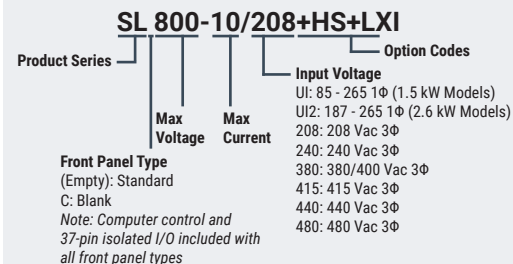 SL 800-10/208+HS+LXI
Product Series
Option Codes
Max
Voltage
Max
Current
Input Voltage
UI: 85 - 265 1Φ (1.5 kW Models)
UI2: 187 - 265 1Φ (2.6 kW Models)
208: 208 Vac 3Φ
240: 240 Vac 3Φ
380: 380/400 Vac 3Φ
415: 415 Vac 3Φ
440: 440 Vac 3Φ
480: 480 Vac 3Φ
Front Panel Type
(Empty): Standard
C: Blank
Note: Computer control and
37-pin isolated I/O included with
all front panel types